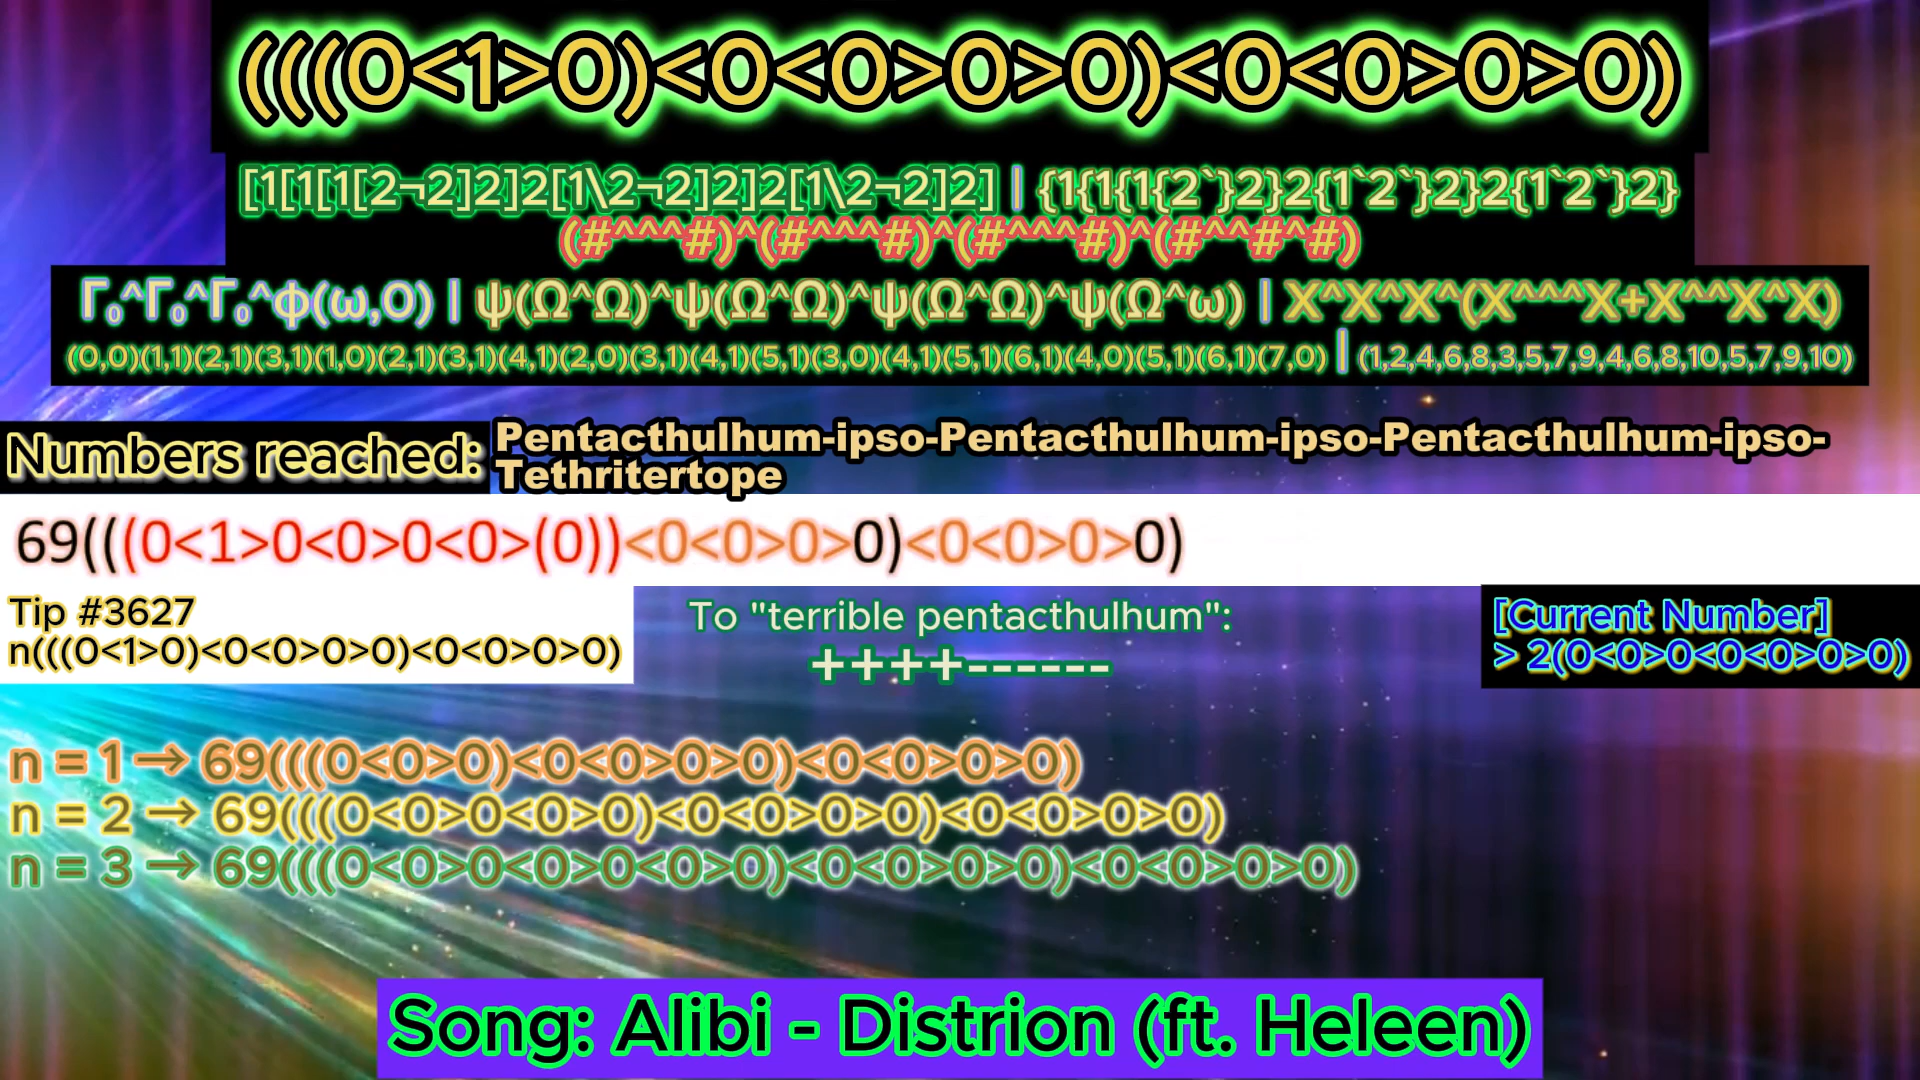 (((0<1>0)<0<0>0>0)<0<0>0>0)
[1[1[1[2¬2]2]2[1\2¬2]2]2[1\2¬2]2] | {1{1{1{2`}2}2{1`2`}2}2{1`2`}2}
(#^^^#)^(#^^^#)^(#^^^#)^(#^^#^#)
Γ₀^Γ₀^Γ₀^φ(ω,0) | ψ(Ω^Ω)^ψ(Ω^Ω)^ψ(Ω^Ω)^ψ(Ω^ω) | X^X^X^(X^^^X+X^^X^X)
(0,0)(1,1)(2,1)(3,1)(1,0)(2,1)(3,1)(4,1)(2,0)(3,1)(4,1)(5,1)(3,0)(4,1)(5,1)(6,1)(4,0)(5,1)(6,1)(7,0) | (1,2,4,6,8,3,5,7,9,4,6,8,10,5,7,9,10)
Numbers reached: Pentacthulhum-ipso-Pentacthulhum-ipso-Pentacthulhum-ipso-
Tethritertope
69(((0<1>0<0>0<0>(0))<0<0>0>0)<0<0>0>0)
Tip #3627
n(((0<1>0)<0<0>0>0)<0<0>0>0)
To "terrible pentacthulhum":
++++------
[Current Number]
> 2(0<0>0<0<0>0>0)
n = 1 → 69(((0<0>0)<0<0>0>0)<0<0>0>0)
n = 2 → 69(((0<0>0<0>0)<0<0>0>0)<0<0>0>0)
n = 3 → 69(((0<0>0<0>0<0>0)<0<0>0>0)<0<0>0>0))
Song: Alibi - Distrion (ft. Heleen)